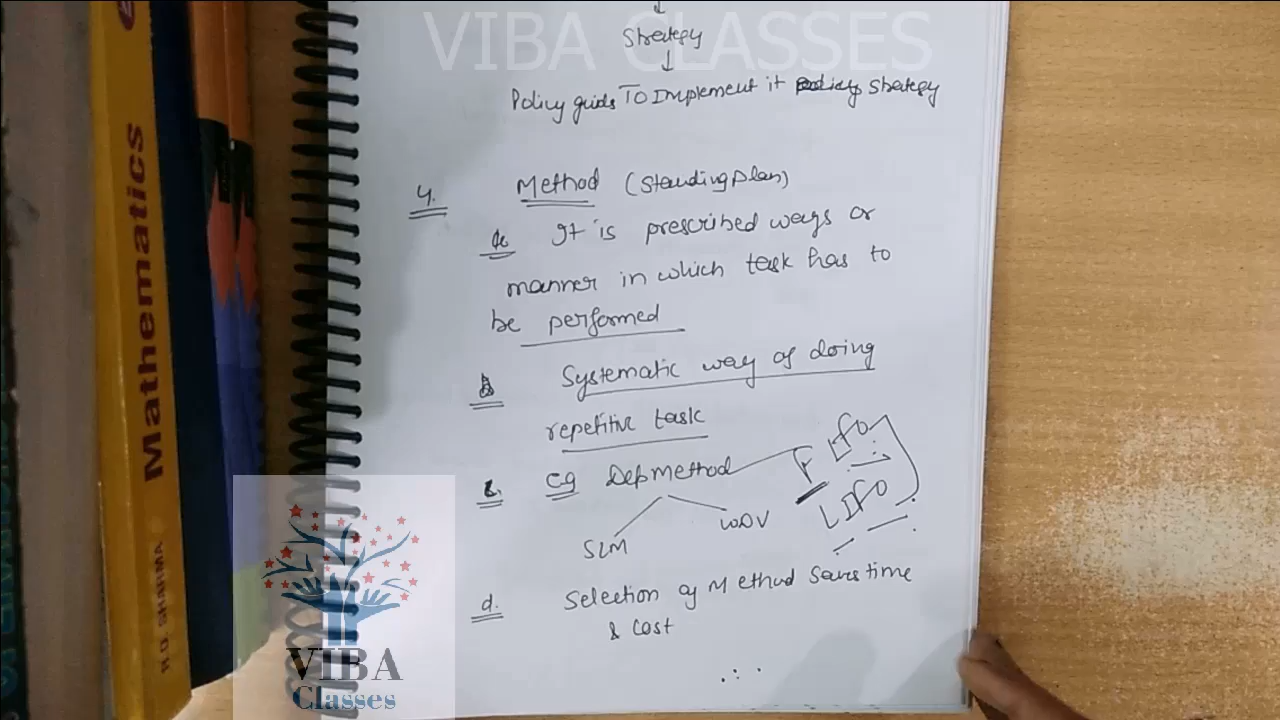 VIBA CLASSES
Strategy
Policy guids To Implement it policy strategy
4. Method (Standing plan)
It is prescribed ways or
manner in which task has to
be performed
Systematic way of doing
repetitive task
eg Dep method
SLM
WDV
LIFO
d. Selection of Method Saves time
& Cost
Mathematics
R.D. SHARMA
VIBA
Classes